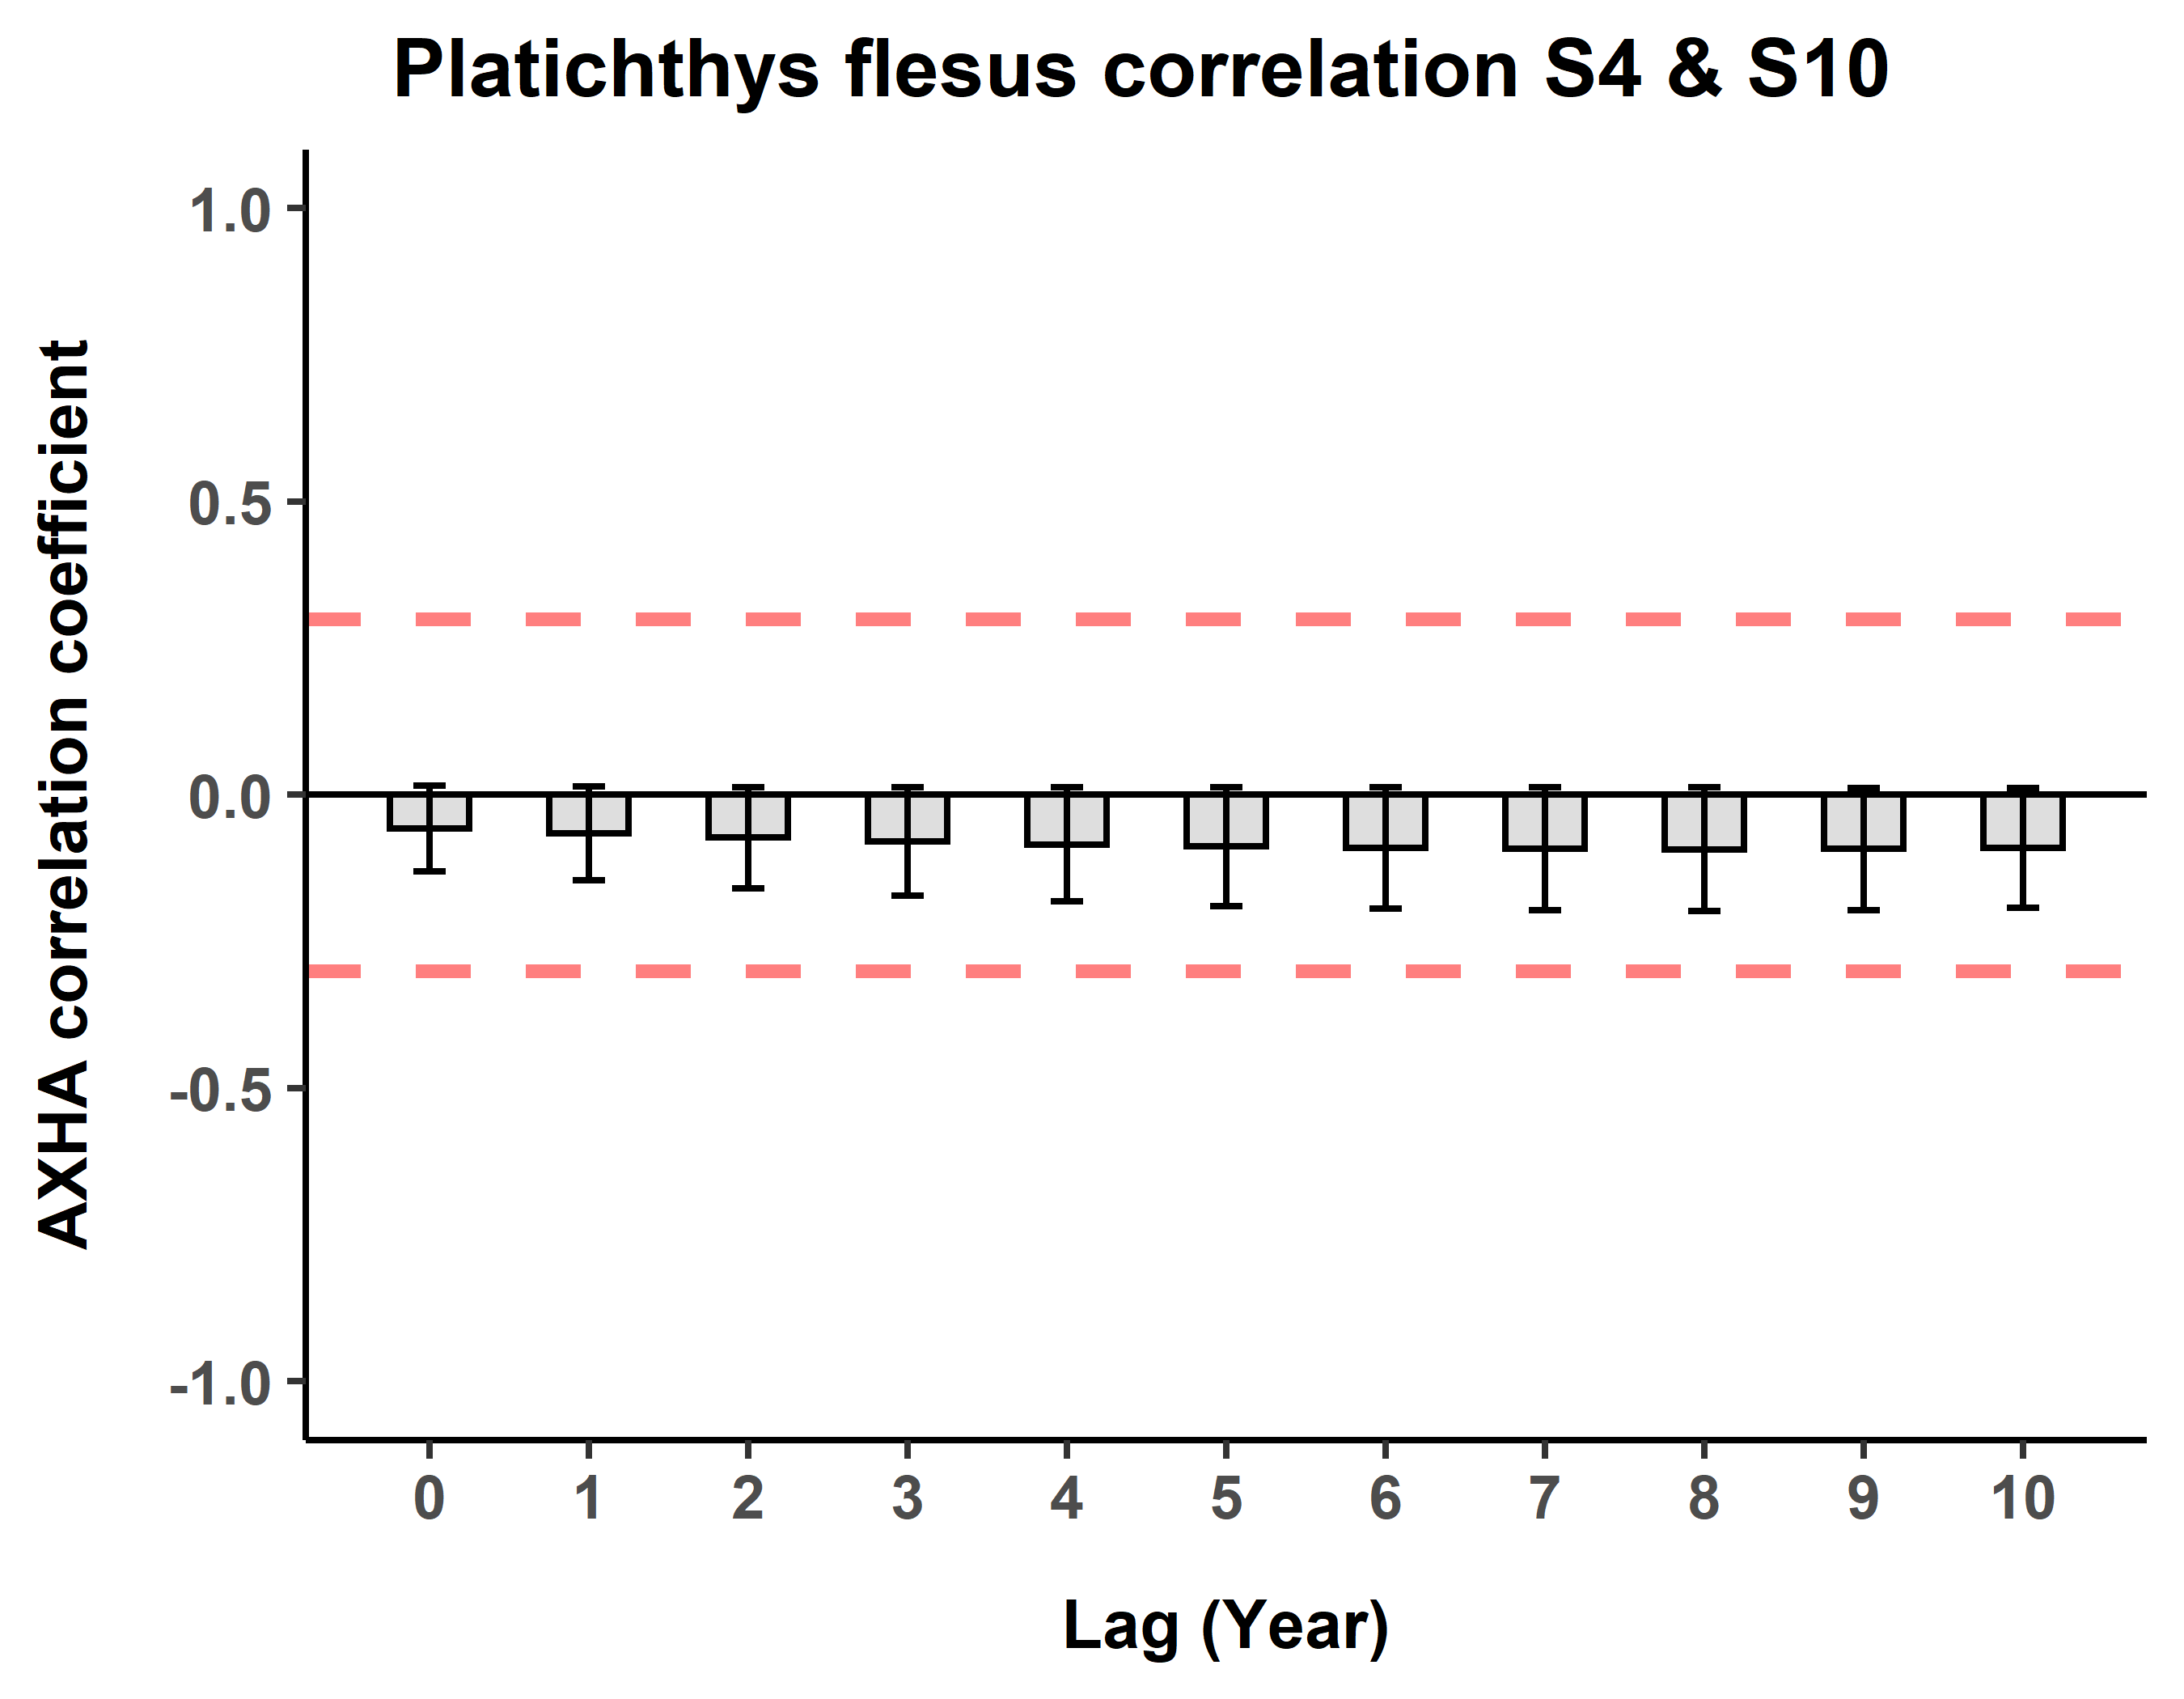 Platichthys flesus correlation S4 & S10
AXHA correlation coefficient
1.0
0.5
0.0
-0.5
-1.0
0 1 2 3 4 5 6 7 8 9 10
Lag (Year)